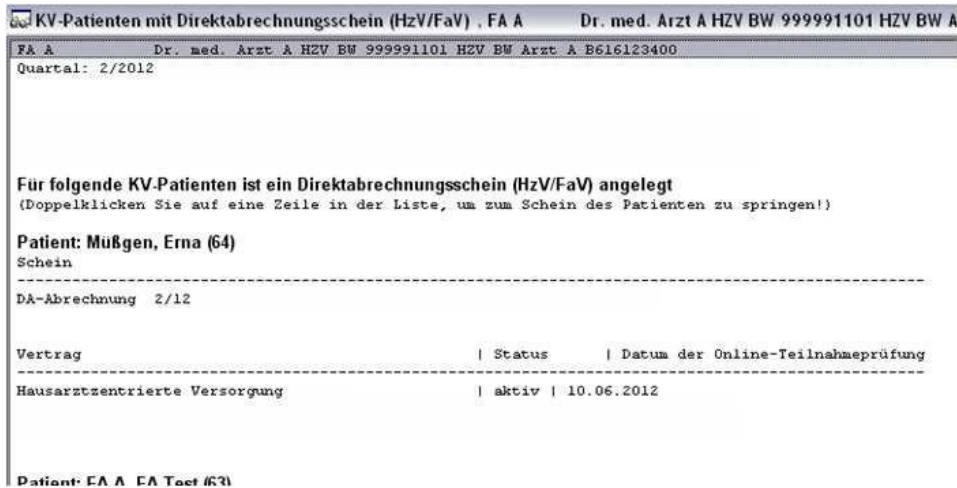 KV-Patienten mit Direktabrechnungsschein (HzV/FaV) , FA A Dr. med. Arzt A HZV BW 999991101 HZV BW A
FA A Dr. med. Arzt A HZV BW 999991101 HZV BW Arzt A B616123400
Quartal: 2/2012
Für folgende KV-Patienten ist ein Direktabrechnungsschein (HzV/FaV) angelegt
(Doppelklicken Sie auf eine Zeile in der Liste, um zum Schein des Patienten zu springen!)
Patient: Müßgen, Erna (64)
Schein
DA-Abrechnung 2/12
Vertrag | Status | Datum der Online-Teilnahmeprüfung
Hausarztzentrierte Versorgung | aktiv | 10.06.2012
Patient: FA A, FA Test (63)